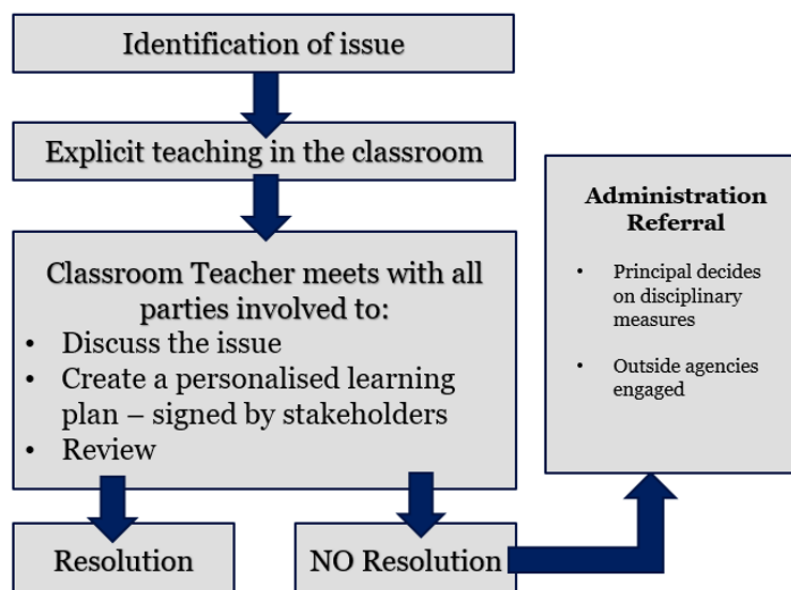 Identification of issue
Explicit teaching in the classroom
Classroom Teacher meets with all
parties involved to:
• Discuss the issue
• Create a personalised learning
plan – signed by stakeholders
• Review
Resolution
NO Resolution
Administration
Referral
• Principal decides
on disciplinary
measures
• Outside agencies
engaged